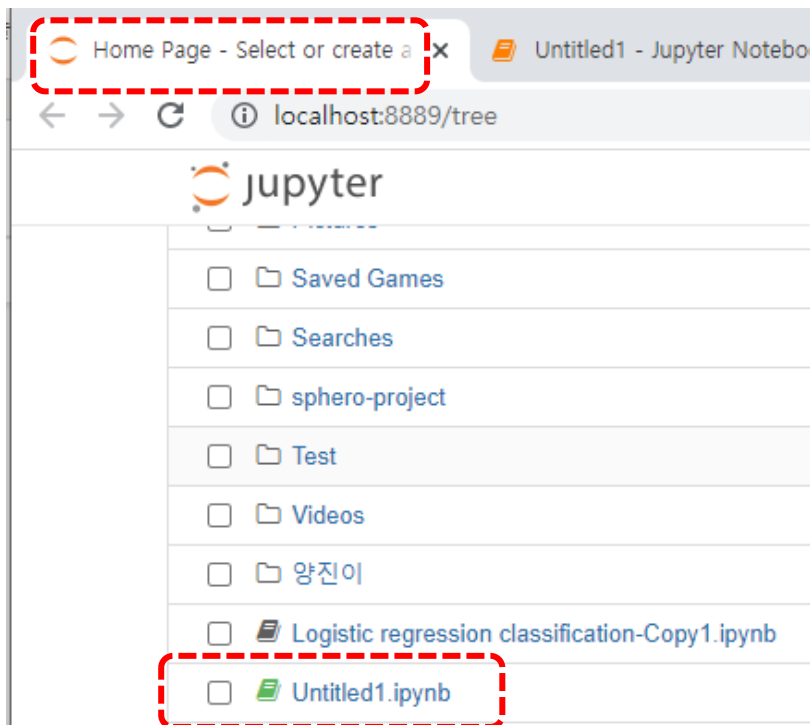 Home Page - Select or create a
Untitled1 - Jupyter Notebo
localhost:8889/tree
jupyter
Saved Games
Searches
sphero-project
Test
Videos
양진이
Logistic regression classification-Copy1.ipynb
Untitled1.ipynb